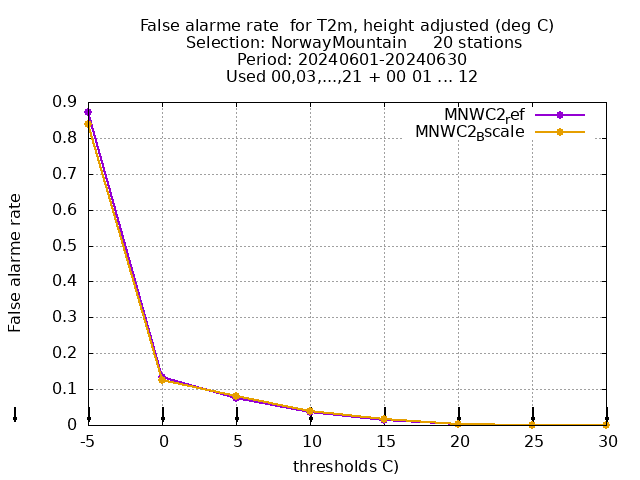 False alarme rate  for T2m, height adjusted (deg C)
Selection: NorwayMountain     20 stations
Period: 20240601-20240630
Used 00,03,...,21 + 00 01 ... 12
MNWC2_ref
MNWC2_Bscale
0.9
0.8
0.7
0.6
0.5
0.4
0.3
0.2
0.1
0
False alarme rate
-5 0 5 10 15 20 25 30
thresholds C)